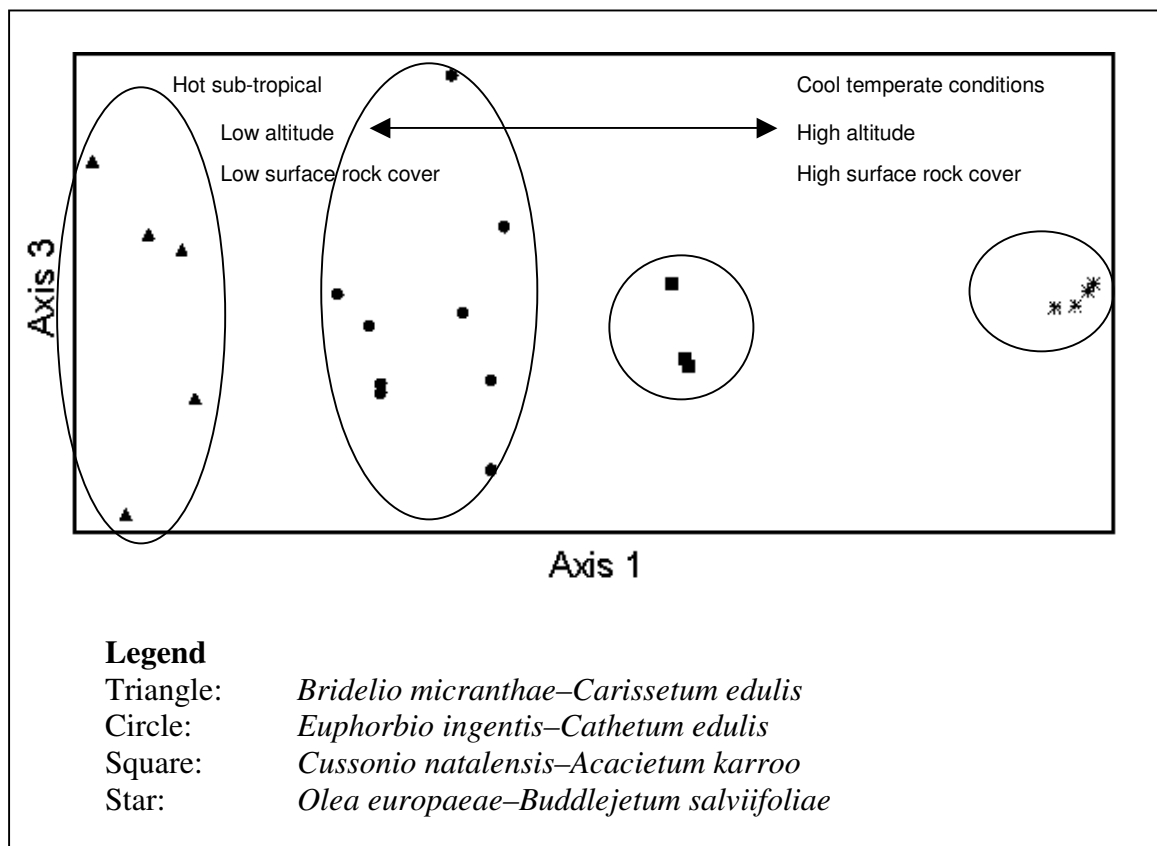 Hot sub-tropical
Cool temperate conditions
Low altitude
High altitude
Low surface rock cover
High surface rock cover
Axis 3
Axis 1
Legend
Triangle: Bridelio micranthae–Carissetum edulis
Circle: Euphorbio ingentis–Cathetum edulis
Square: Cussonio natalensis–Acacietum karroo
Star: Olea europaeae–Buddlejetum salviifoliae